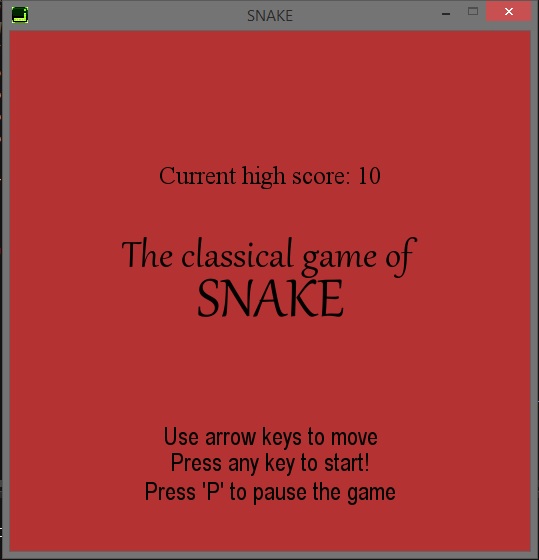 SNAKE
Current high score: 10
The classical game of
SNAKE
Use arrow keys to move
Press any key to start!
Press 'P' to pause the game